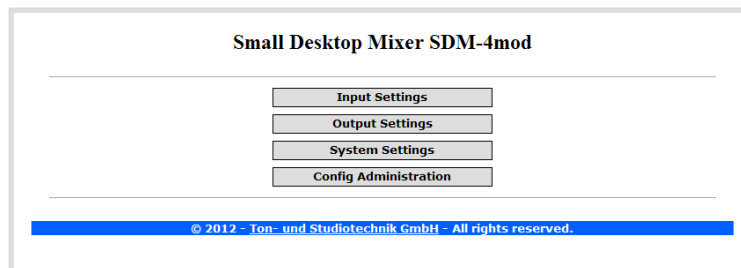 Small Desktop Mixer SDM-4mod
Input Settings
Output Settings
System Settings
Config Administration
© 2012 - Ton- und Studiotechnik GmbH - All rights reserved.